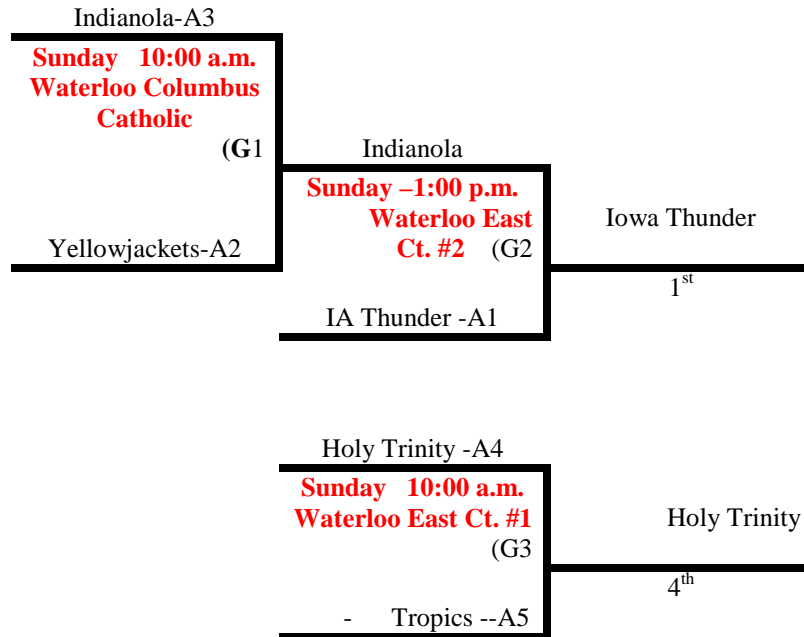 Indianola-A3
Sunday 10:00 a.m.
Waterloo Columbus
Catholic
(G1
Indianola
Sunday –1:00 p.m.
Waterloo East
Ct. #2 (G2
Iowa Thunder
Yellowjackets-A2
1st
IA Thunder -A1
Holy Trinity -A4
Sunday 10:00 a.m.
Waterloo East Ct. #1
(G3
Holy Trinity
4th
- Tropics --A5